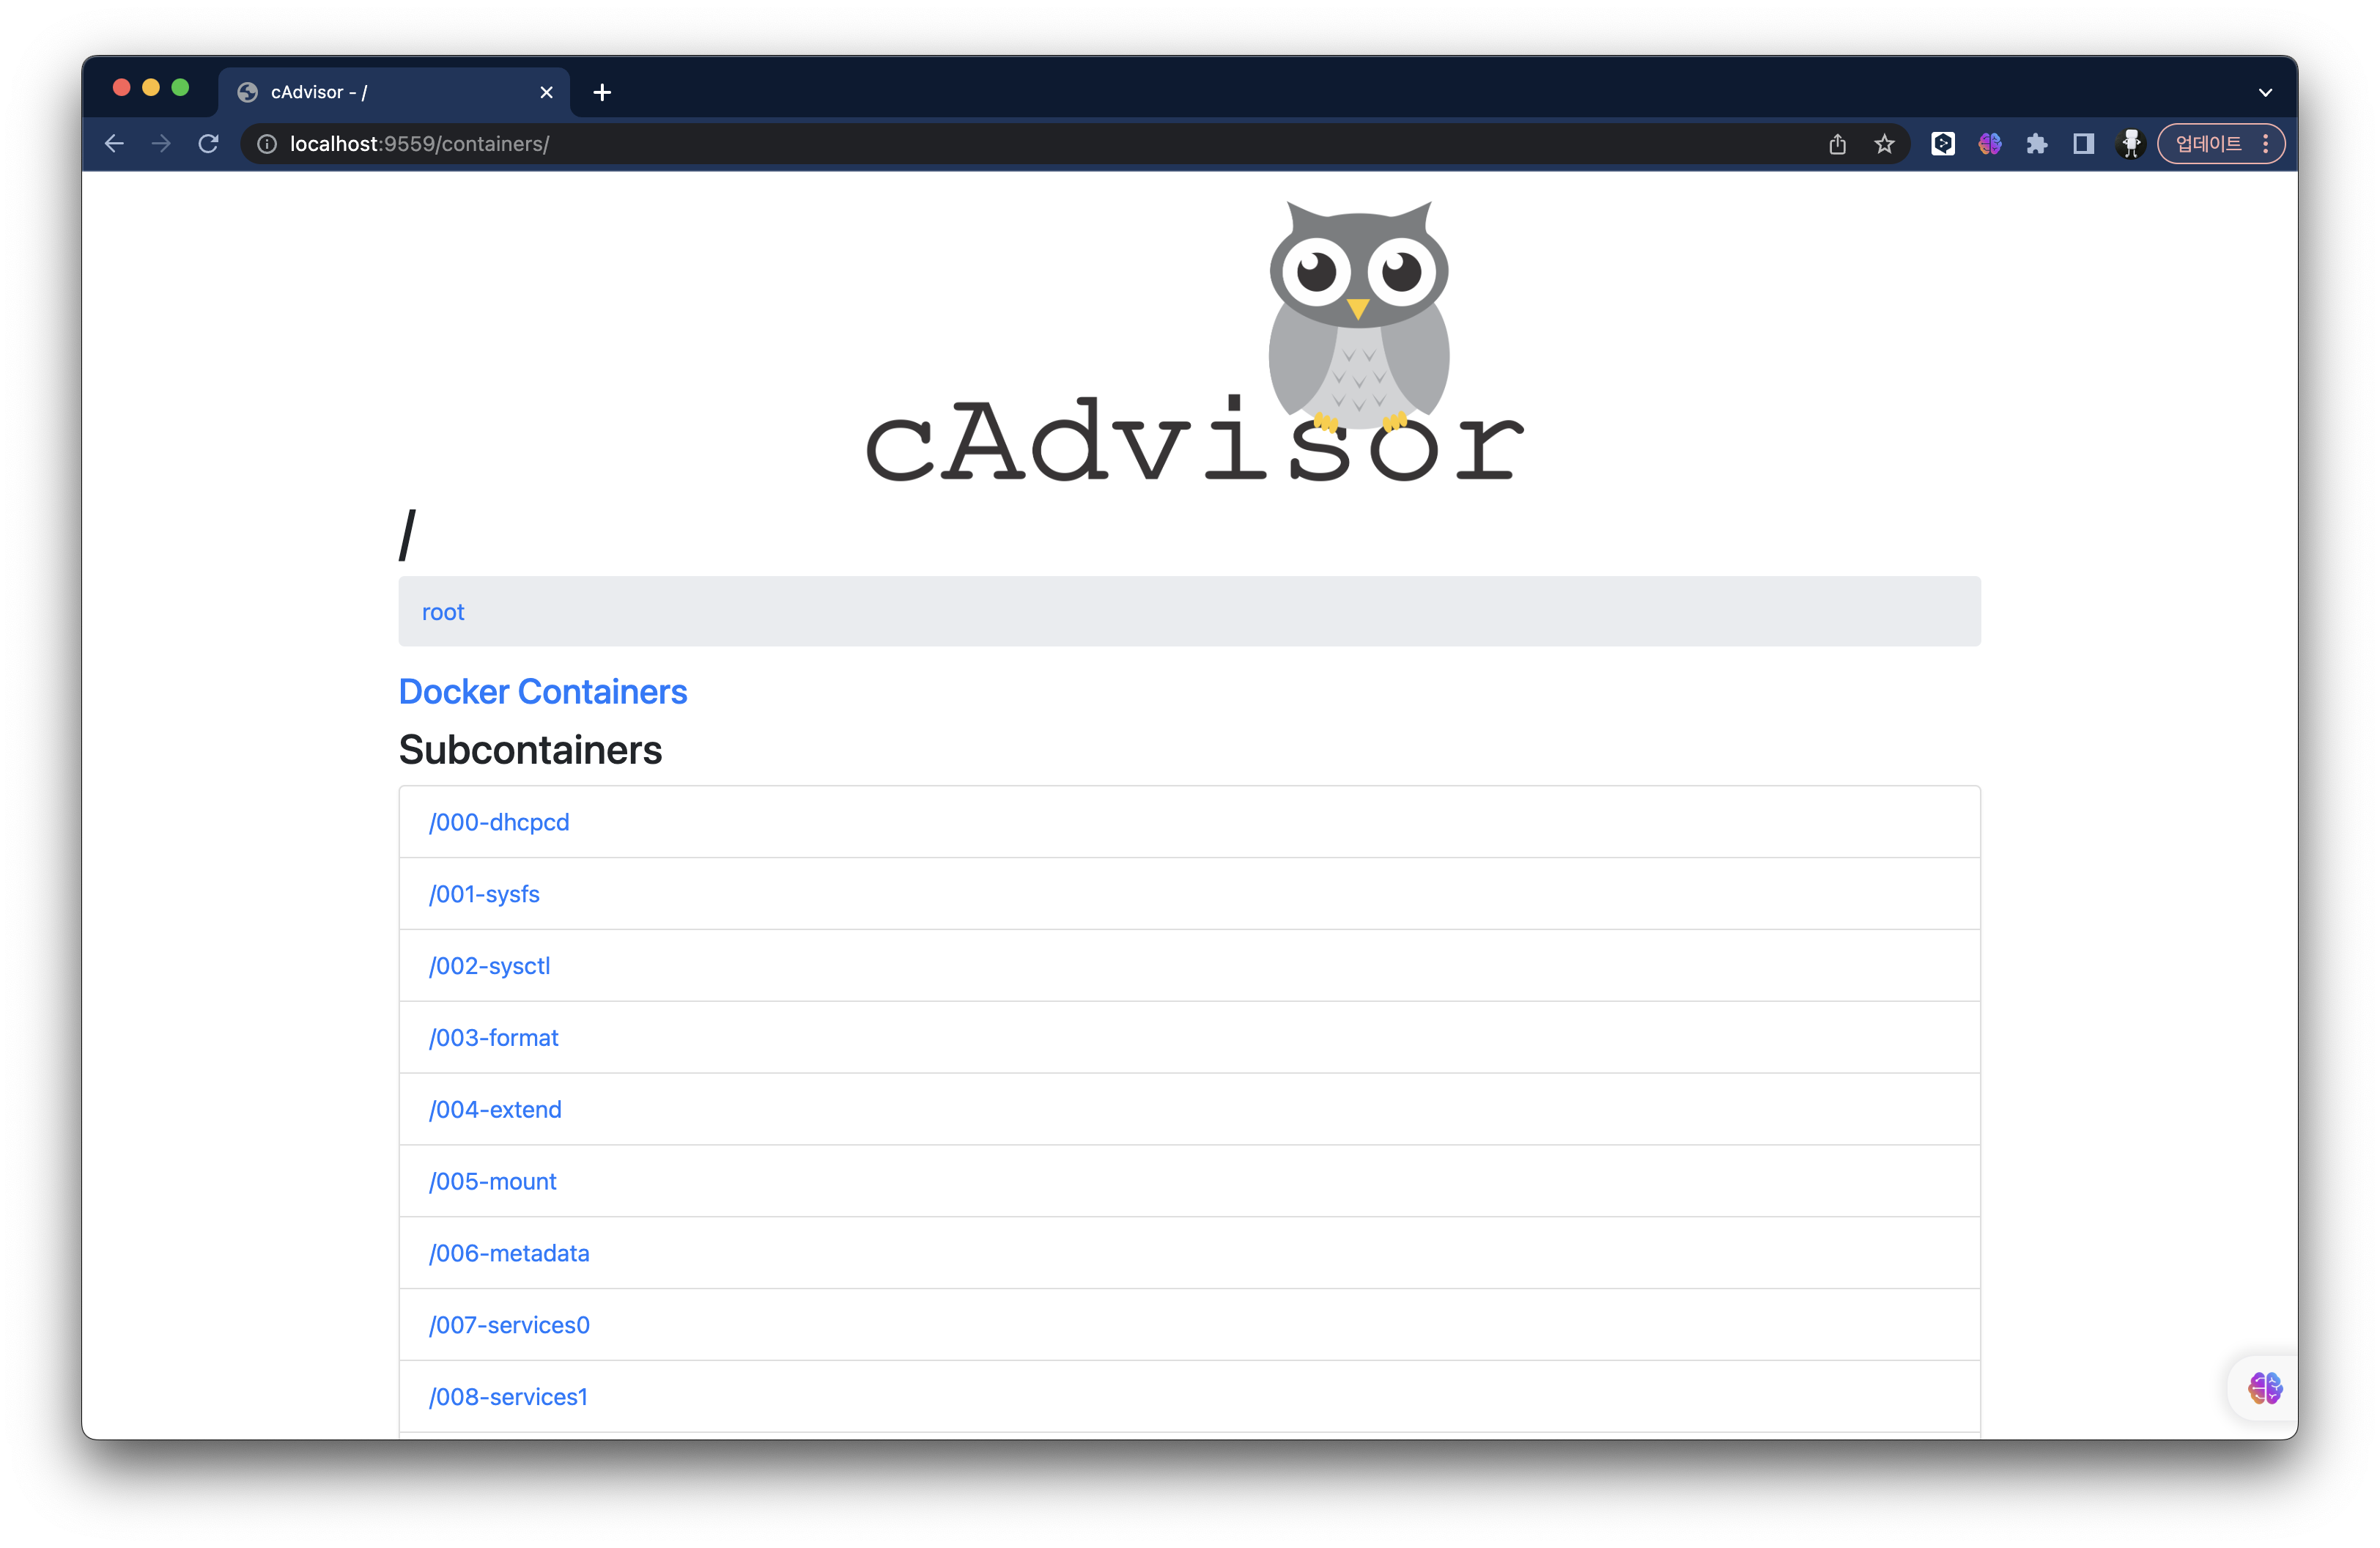 cAdvisor - /
localhost:9559/containers/
업데이트
cAdvisor
/
root
Docker Containers
Subcontainers
/000-dhcpcd
/001-sysfs
/002-sysctl
/003-format
/004-extend
/005-mount
/006-metadata
/007-services0
/008-services1